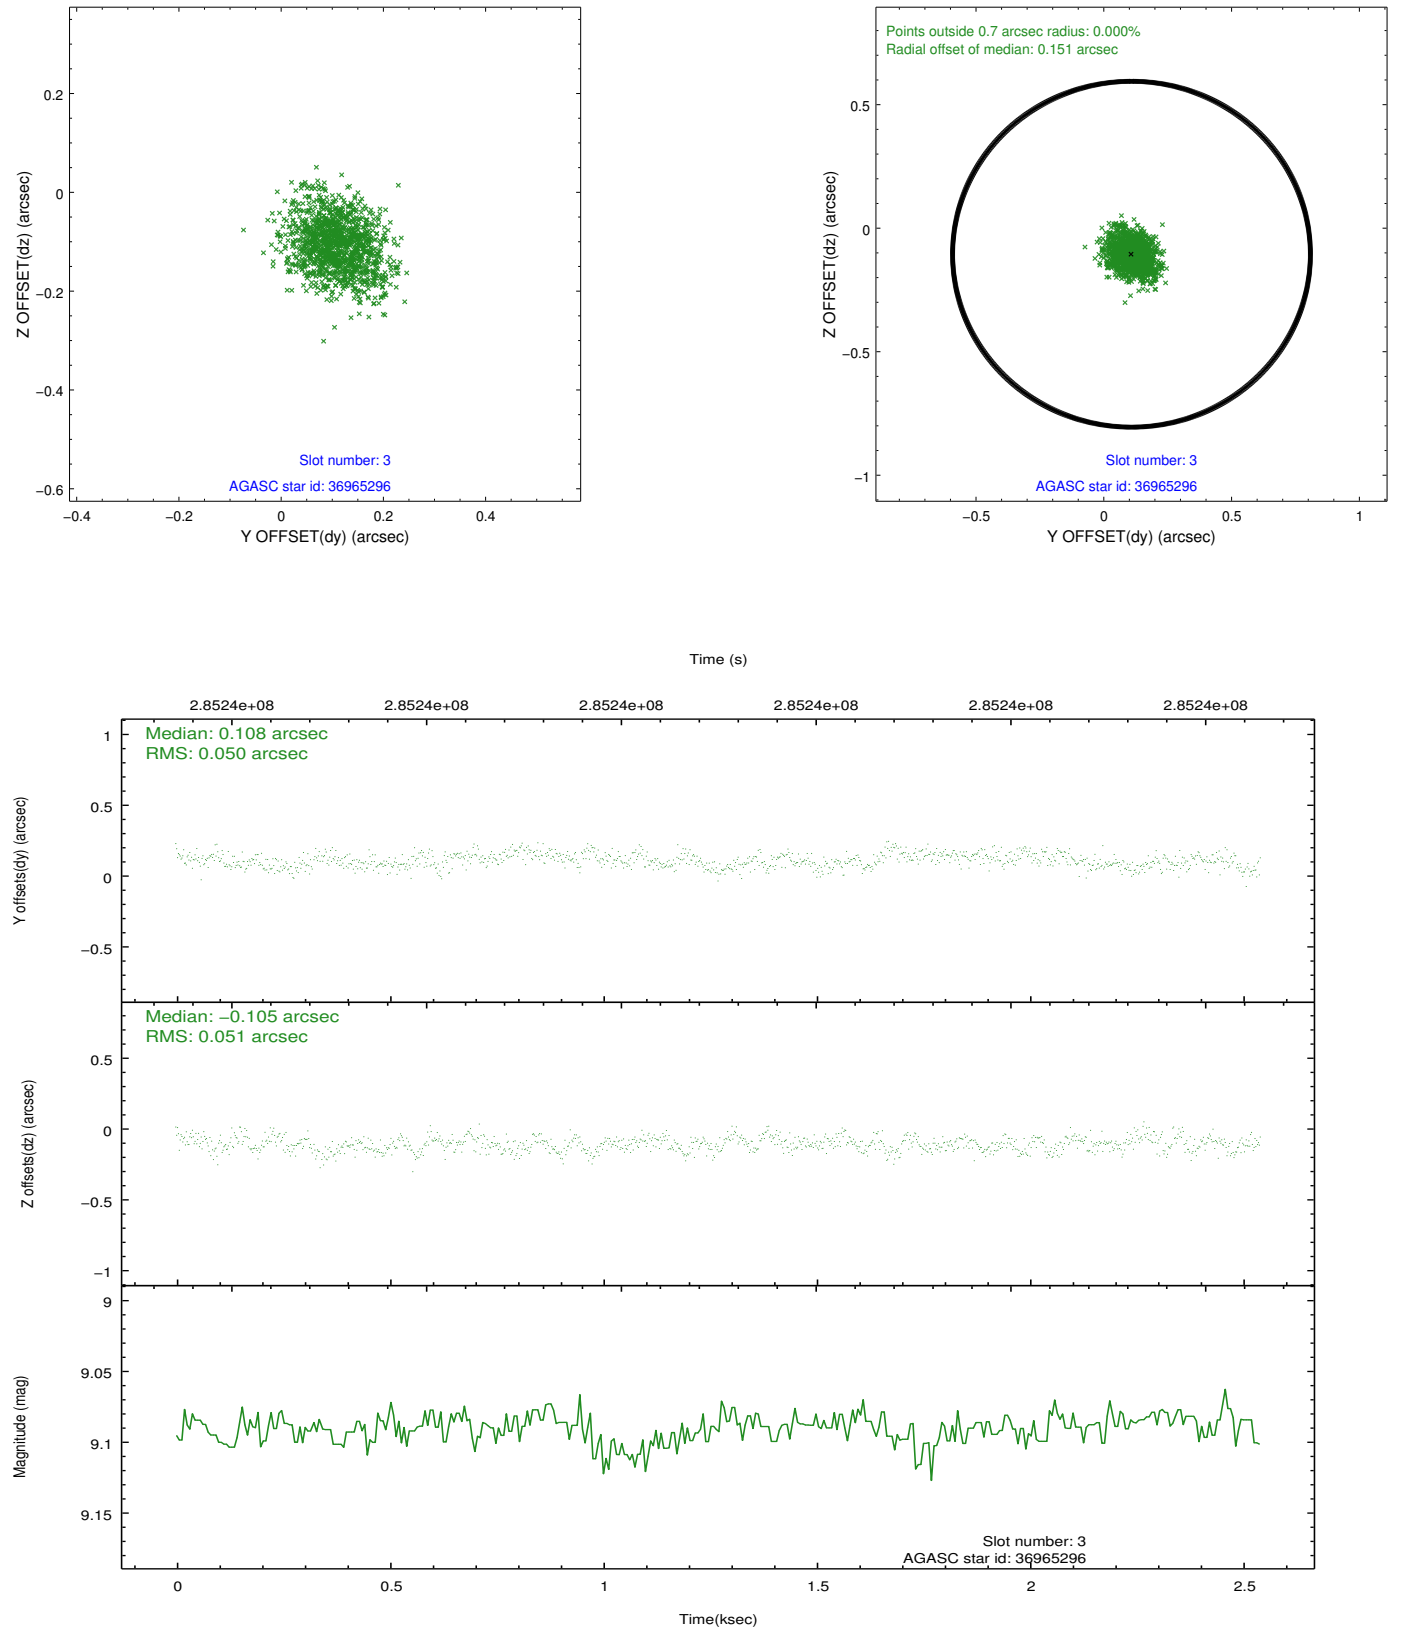 0.2
0
−0.2
−0.4
−0.6
Z OFFSET(dz) (arcsec)
Slot number: 3
AGASC star id: 36965296
−0.4 −0.2 0 0.2 0.4
Y OFFSET(dy) (arcsec)
Points outside 0.7 arcsec radius: 0.000%
Radial offset of median: 0.151 arcsec
0.5
0
−0.5
−1
Z OFFSET(dz) (arcsec)
Slot number: 3
AGASC star id: 36965296
−0.5 0 0.5 1
Y OFFSET(dy) (arcsec)
Time (s)
2.8524e+08 2.8524e+08 2.8524e+08 2.8524e+08 2.8524e+08 2.8524e+08
Median: 0.108 arcsec
RMS: 0.050 arcsec
1
0.5
0
−0.5
Y offsets(dy) (arcsec)
Median: −0.105 arcsec
RMS: 0.051 arcsec
0.5
0
−0.5
−1
Z offsets(dz) (arcsec)
9
9.05
9.1
9.15
Magnitude (mag)
Slot number: 3
AGASC star id: 36965296
0 0.5 1 1.5 2 2.5
Time(ksec)